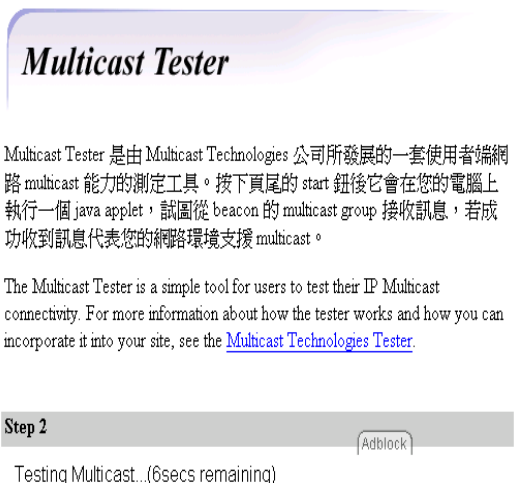 Multicast Tester
Multicast Tester 是由 Multicast Technologies 公司所發展的一套使用者端網
路 multicast 能力的測定工具。按下頁尾的 start 鈕後它會在您的電腦上
執行一個 java applet，試圖從 beacon 的 multicast group 接收訊息，若成
功收到訊息代表您的網路環境支援 multicast。
The Multicast Tester is a simple tool for users to test their IP Multicast
connectivity. For more information about how the tester works and how you can
incorporate it into your site, see the Multicast Technologies Tester.
Step 2
Adblock
Testing Multicast...(6secs remaining)